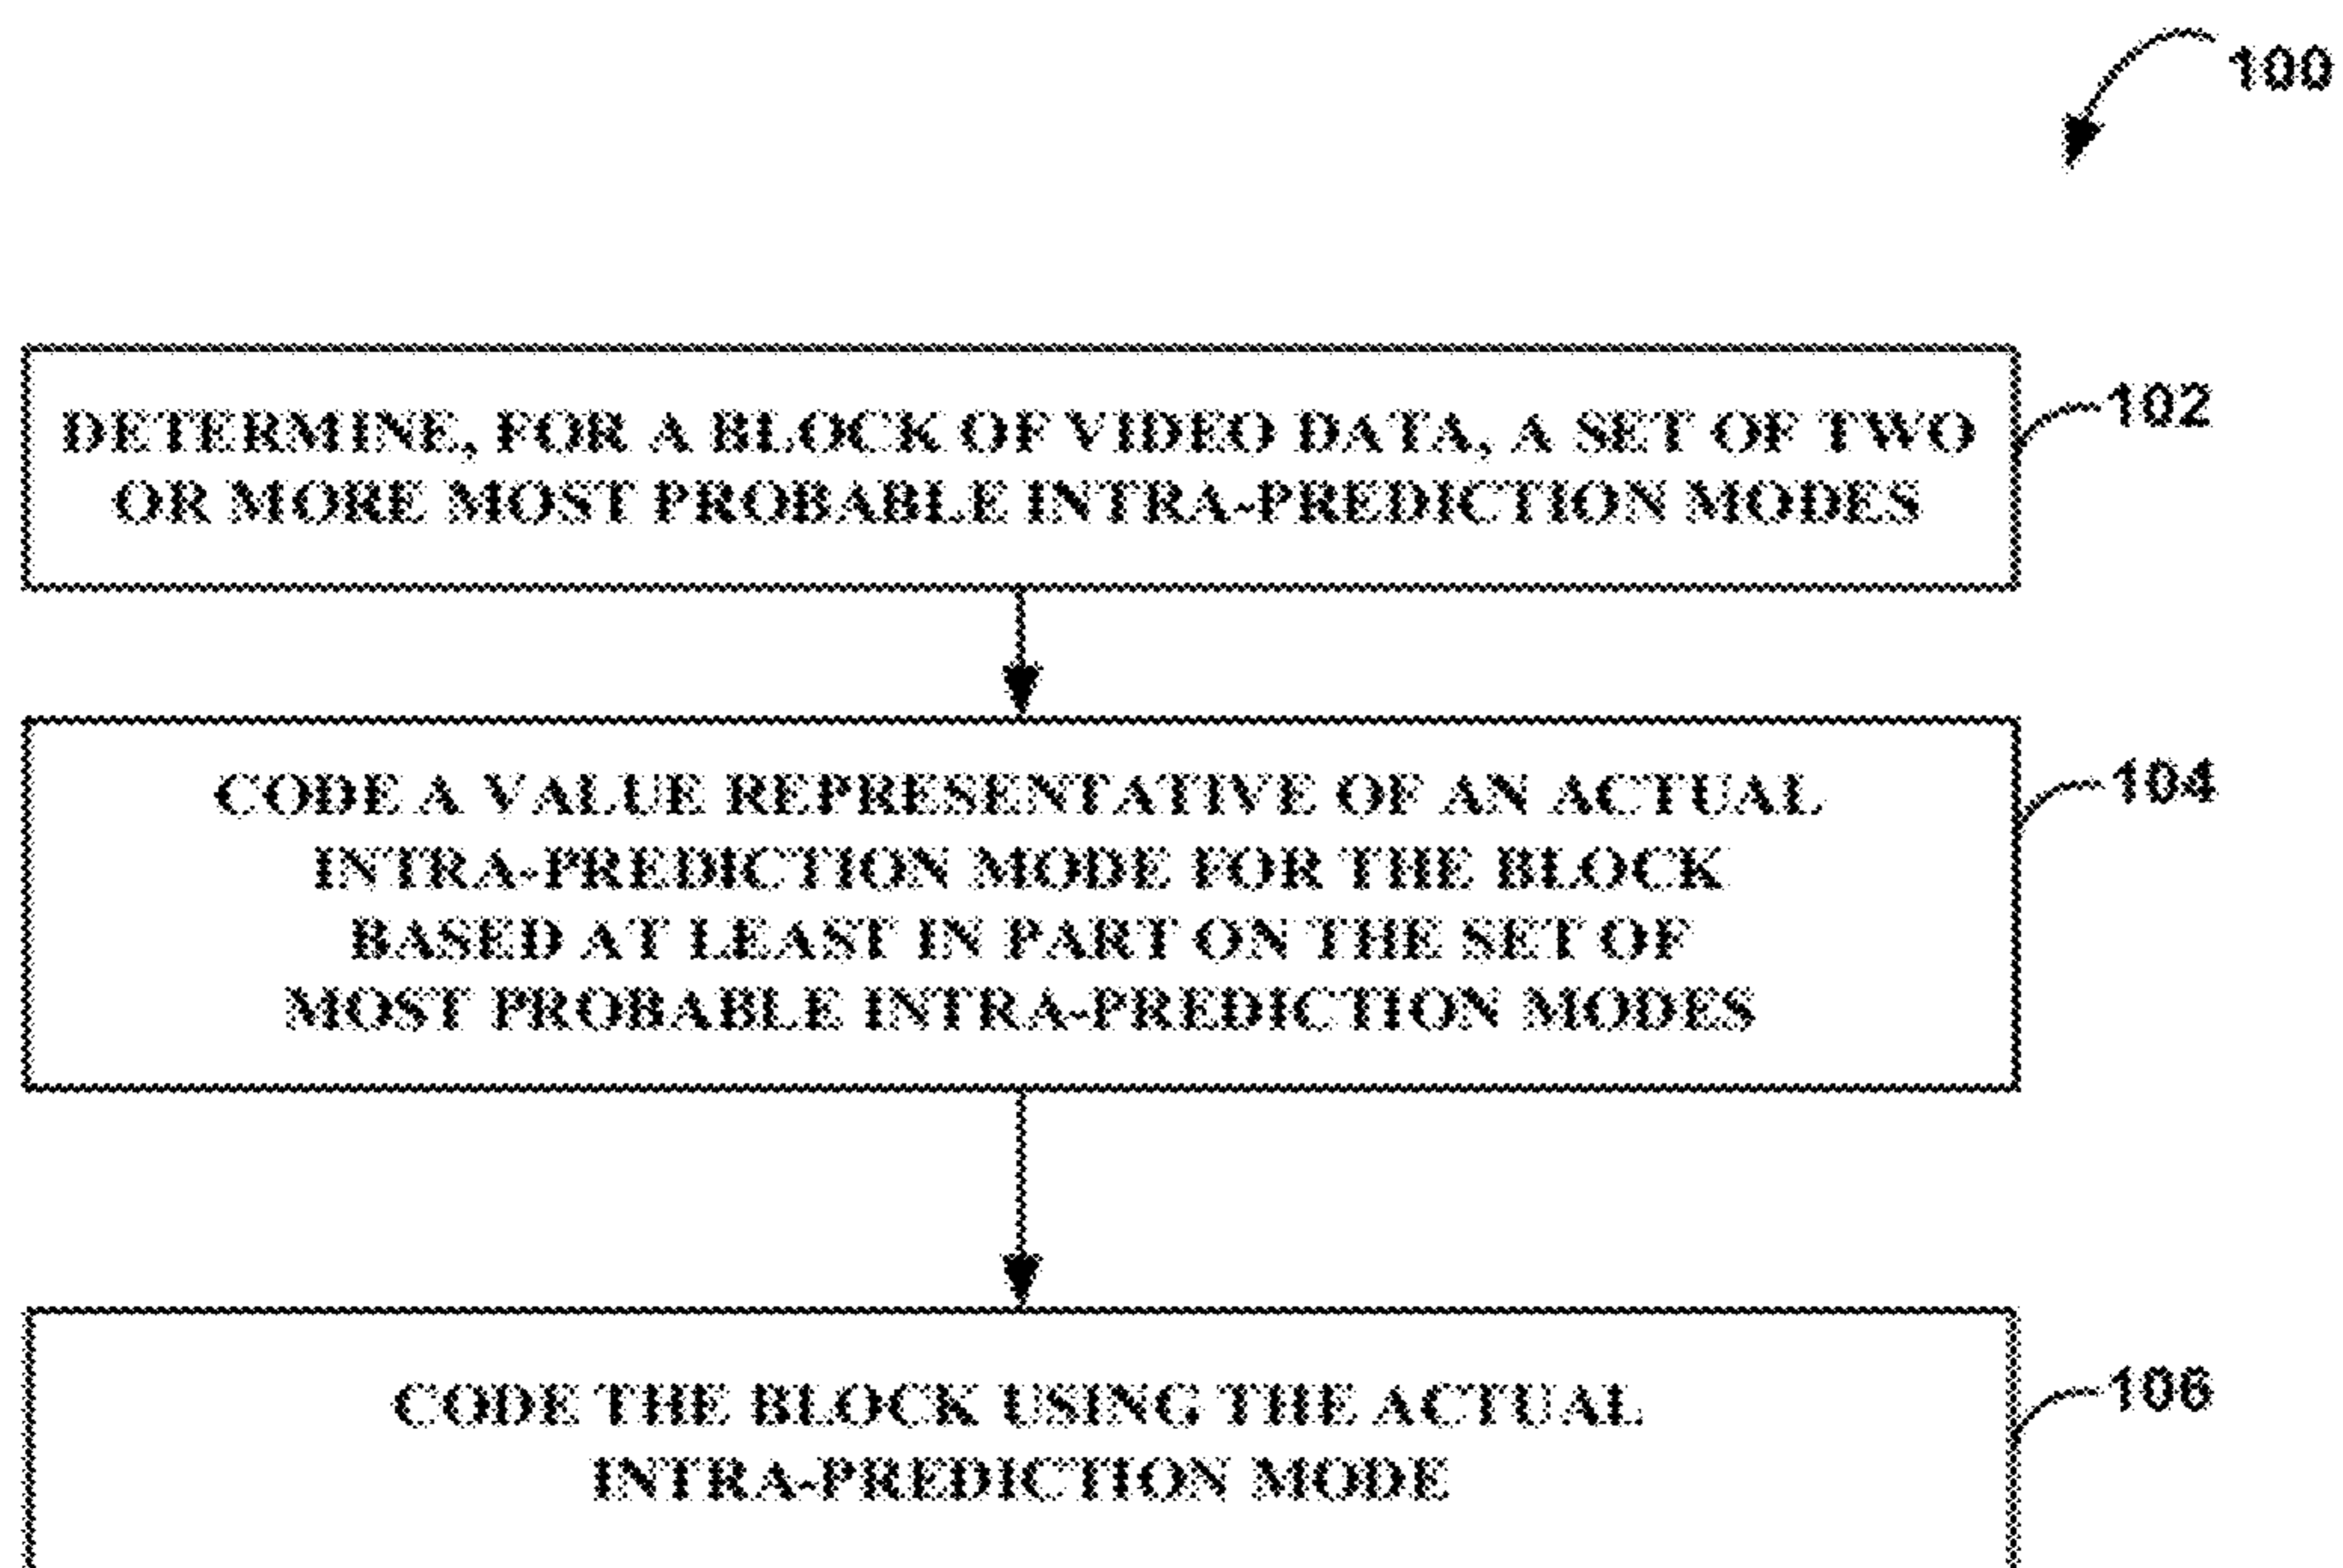 100
DETERMINE, FOR A BLOCK OF VIDEO DATA, A SET OF TWO
OR MORE MOST PROBABLE INTRA-PREDICTION MODES
102
CODE A VALUE REPRESENTATIVE OF AN ACTUAL
INTRA-PREDICTION MODE FOR THE BLOCK
BASED AT LEAST IN PART ON THE SET OF
MOST PROBABLE INTRA-PREDICTION MODES
104
CODE THE BLOCK USING THE ACTUAL
INTRA-PREDICTION MODE
106